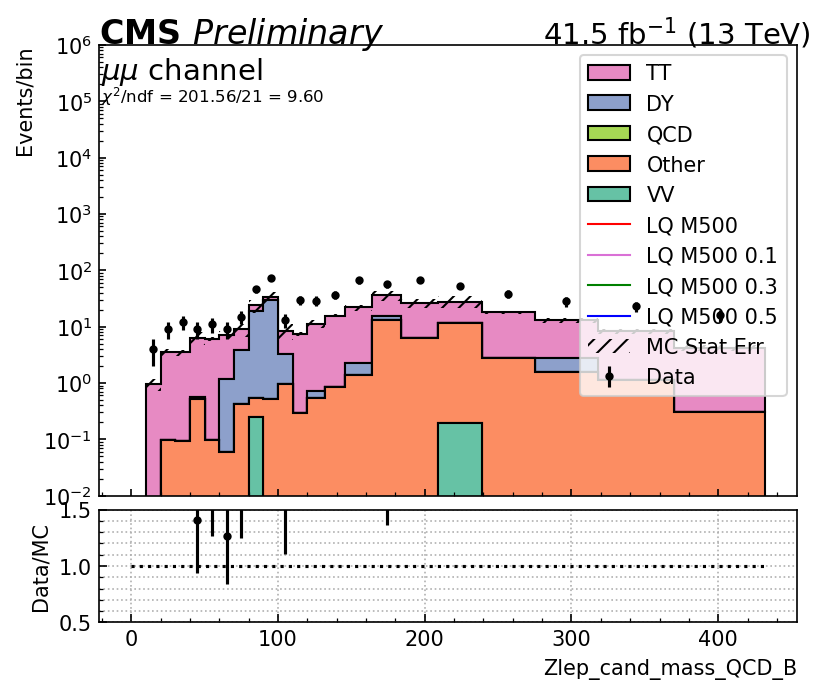 CMS Preliminary
41.5 fb⁻¹ (13 TeV)
μμ channel
χ²/ndf = 201.56/21 = 9.60
Events/bin
10⁶
10⁵
10⁴
10³
10²
10¹
10⁰
10⁻¹
10⁻²
TT
DY
QCD
Other
VV
LQ M500
LQ M500 0.1
LQ M500 0.3
LQ M500 0.5
MC Stat Err
Data
Data/MC
1.5
1.0
0.5
0 100 200 300 400
Zlep_cand_mass_QCD_B